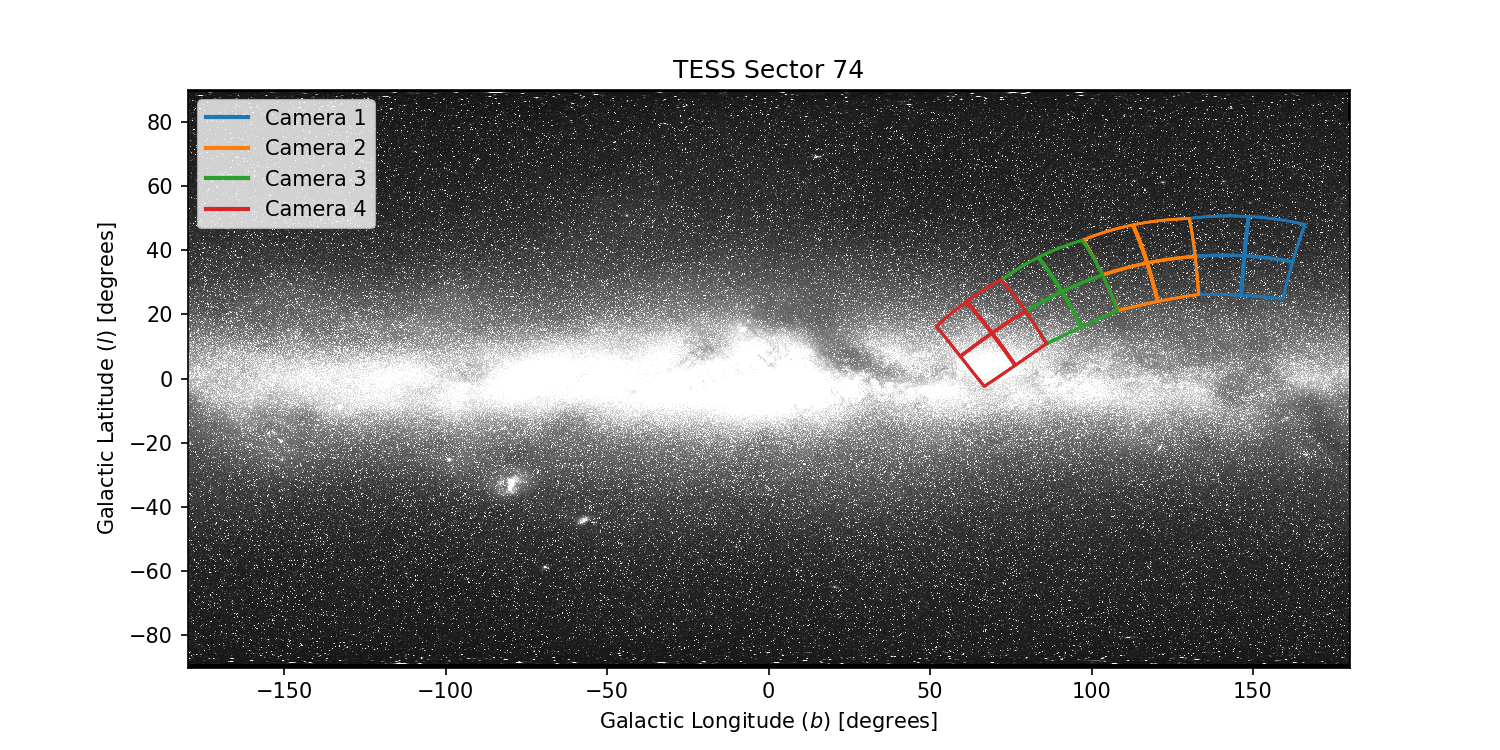 TESS Sector 74
Camera 1
Camera 2
Camera 3
Camera 4
Galactic Latitude (l) [degrees]
80
60
40
20
0
−20
−40
−60
−80
−150
−100
−50
0
50
100
150
Galactic Longitude (b) [degrees]